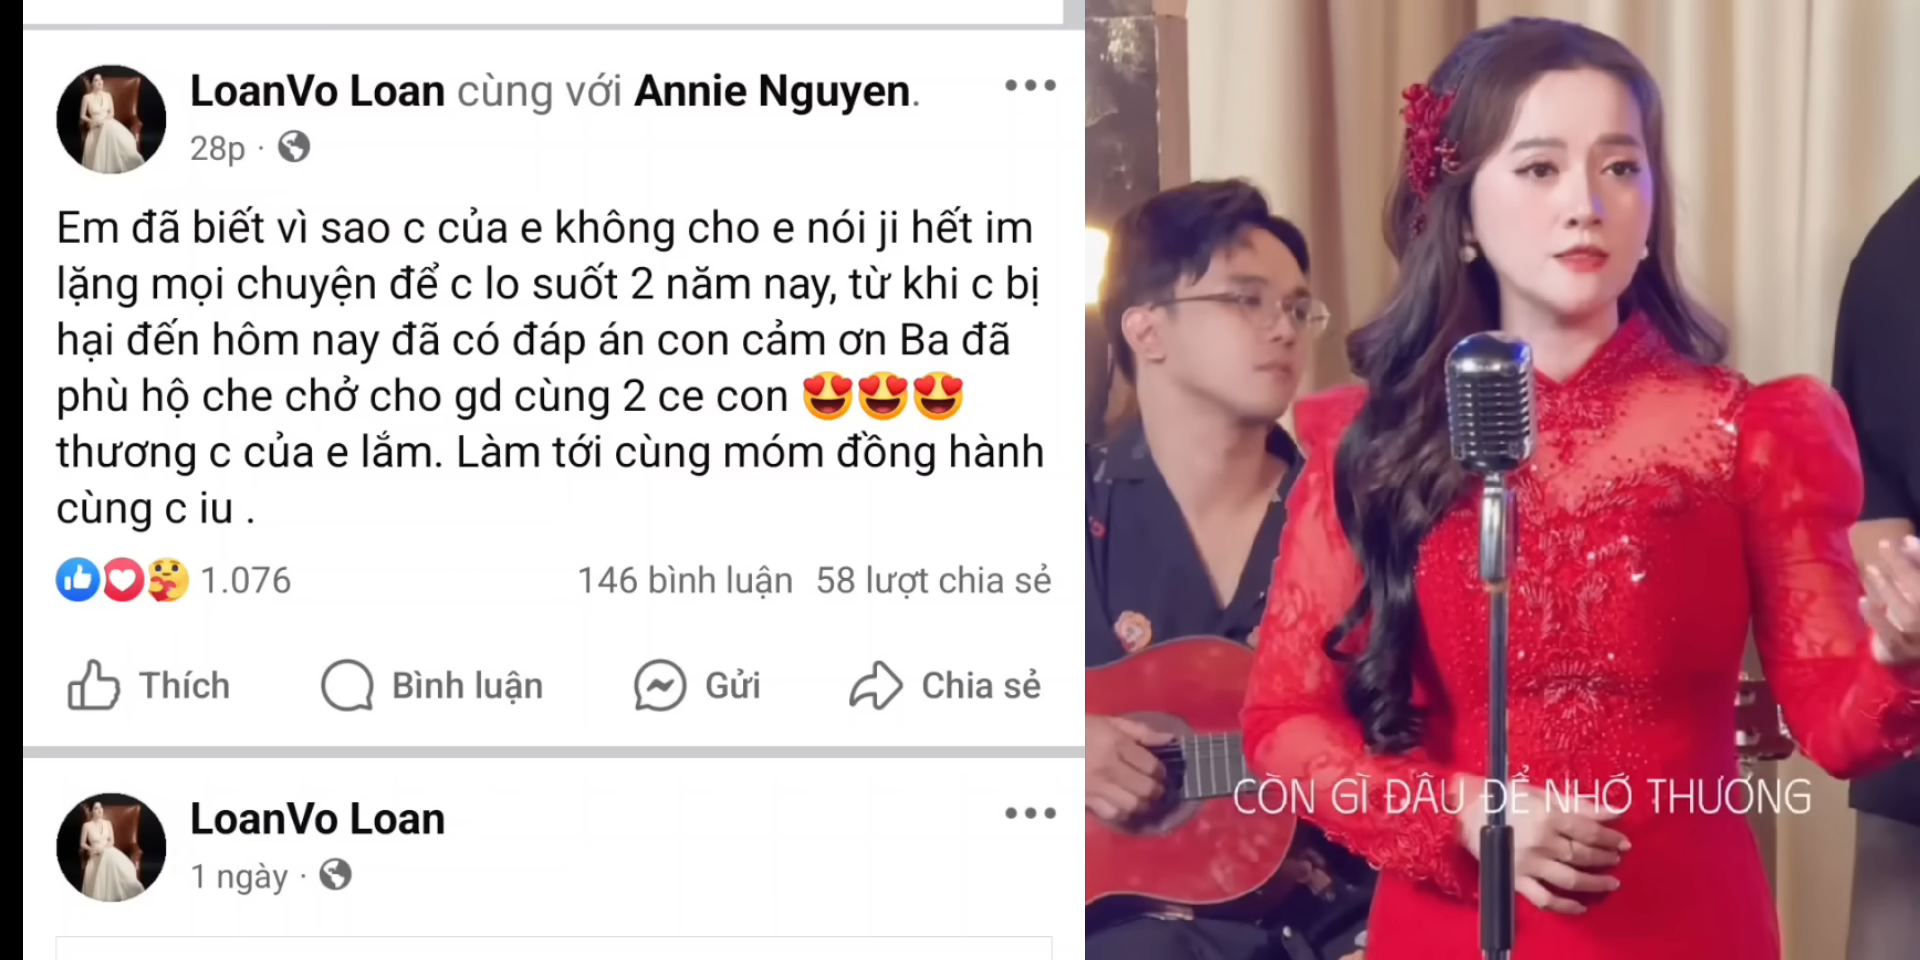 LoanVo Loan cùng với Annie Nguyen.
28p ·
Em đã biết vì sao c của e không cho e nói ji hết im
lặng mọi chuyện để c lo suốt 2 năm nay, từ khi c bị
hại đến hôm nay đã có đáp án con cảm ơn Ba đã
phù hộ che chở cho gd cùng 2 ce con 😍😍😍
thương c của e lắm. Làm tới cùng móm đồng hành
cùng c iu .
1.076 146 bình luận 58 lượt chia sẻ
Thích Bình luận Gửi Chia sẻ
LoanVo Loan
1 ngày ·
CÒN GÌ ĐÂU ĐỂ NHỚ THƯƠNG